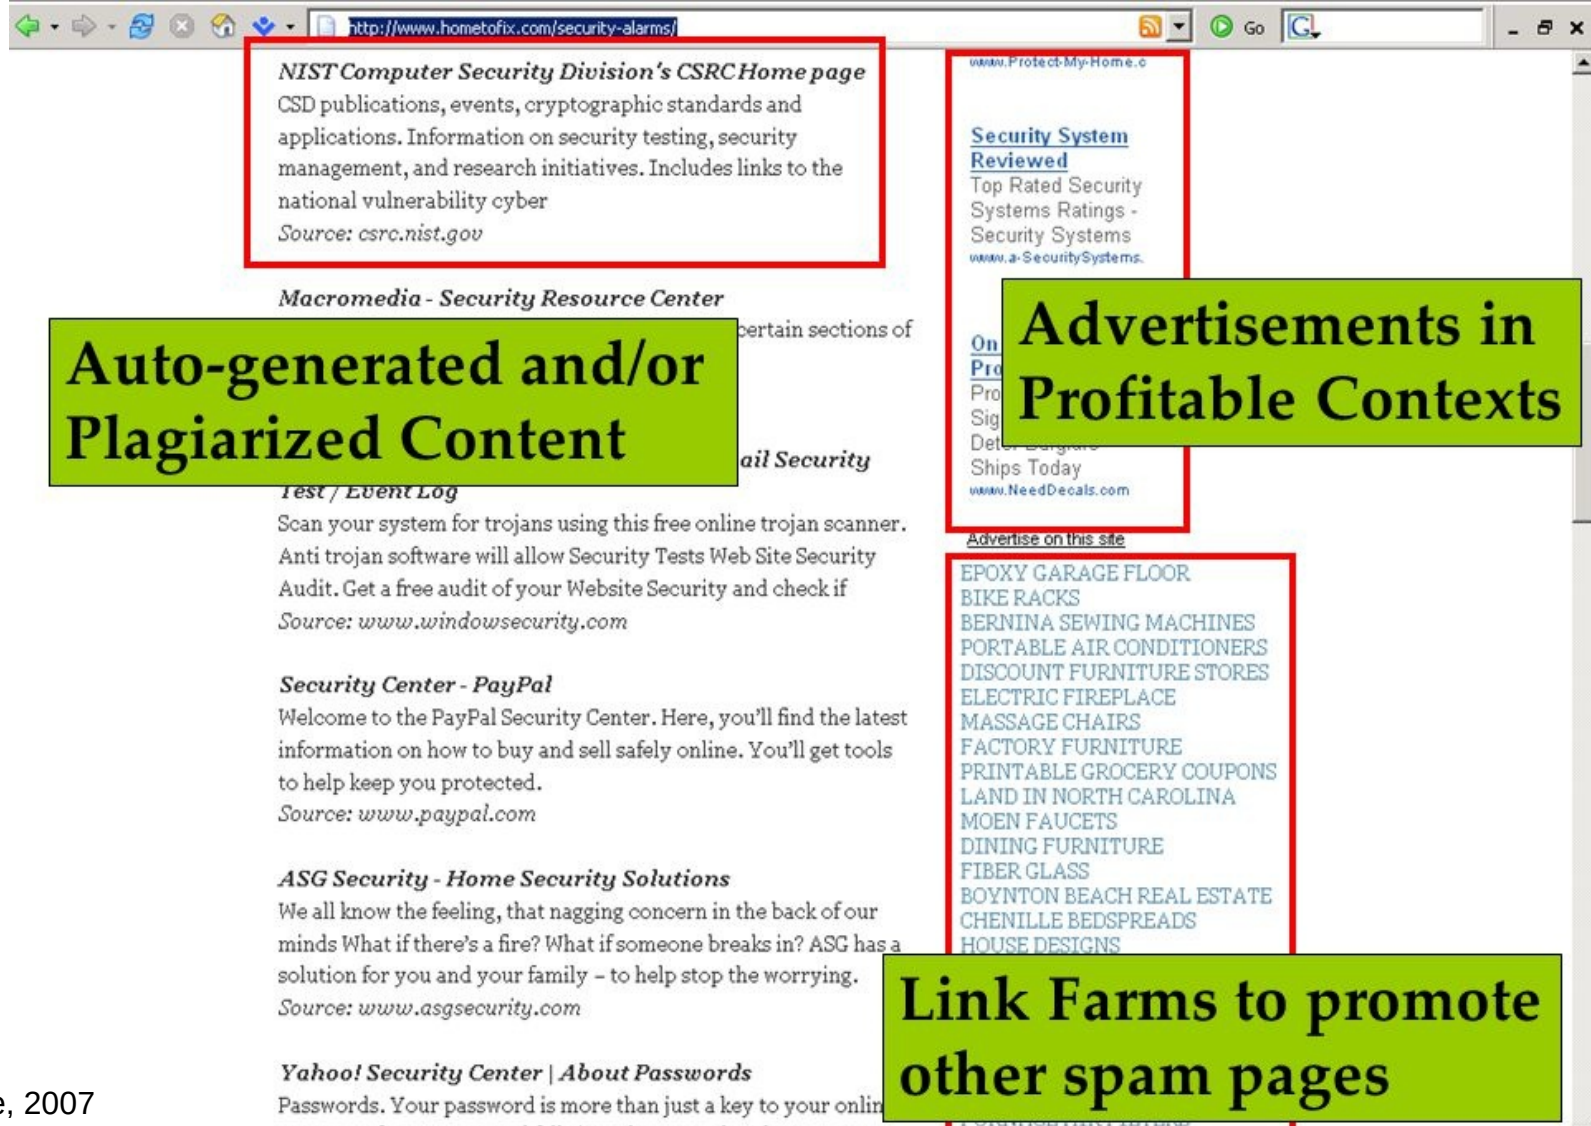 http://www.hometofix.com/security-alarms/
Go
G
NIST Computer Security Division's CSRC Home page
CSD publications, events, cryptographic standards and
applications. Information on security testing, security
management, and research initiatives. Includes links to the
national vulnerability cyber
Source: csrc.nist.gov
Macromedia - Security Resource Center
certain sections of
Auto-generated and/or
Plagiarized Content
ail Security
Test / Event Log
Scan your system for trojans using this free online trojan scanner.
Anti trojan software will allow Security Tests Web Site Security
Audit. Get a free audit of your Website Security and check if
Source: www.windowsecurity.com
Security Center - PayPal
Welcome to the PayPal Security Center. Here, you'll find the latest
information on how to buy and sell safely online. You'll get tools
to help keep you protected.
Source: www.paypal.com
ASG Security - Home Security Solutions
We all know the feeling, that nagging concern in the back of our
minds What if there's a fire? What if someone breaks in? ASG has a
solution for you and your family – to help stop the worrying.
Source: www.asgsecurity.com
Yahoo! Security Center | About Passwords
Passwords. Your password is more than just a key to your onlin
www.Protect-My-Home.c
Security System
Reviewed
Top Rated Security
Systems Ratings -
Security Systems
www.a-SecuritySystems.
On
Pro
Pro
Sig
Advertisements in
Profitable Contexts
Ships Today
www.NeedDecals.com
Advertise on this site
EPOXY GARAGE FLOOR
BIKE RACKS
BERNINA SEWING MACHINES
PORTABLE AIR CONDITIONERS
DISCOUNT FURNITURE STORES
ELECTRIC FIREPLACE
MASSAGE CHAIRS
FACTORY FURNITURE
PRINTABLE GROCERY COUPONS
LAND IN NORTH CAROLINA
MOEN FAUCETS
DINING FURNITURE
FIBER GLASS
BOYNTON BEACH REAL ESTATE
CHENILLE BEDSPREADS
HOUSE DESIGNS
Link Farms to promote
other spam pages
e, 2007